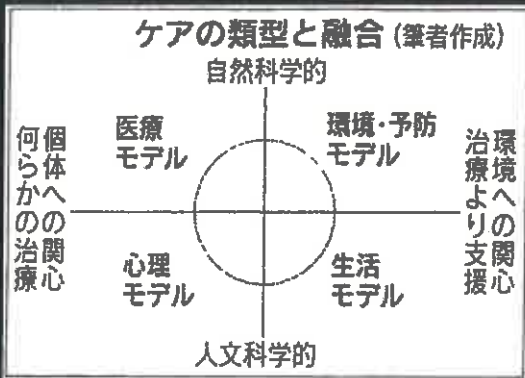 ケアの類型と融合(筆者作成)
自然科学的
医療
モデル
環境・予防
モデル
個体への関心
何らかの治療
環境への関心
治療より支援
心理
モデル
生活
モデル
人文科学的